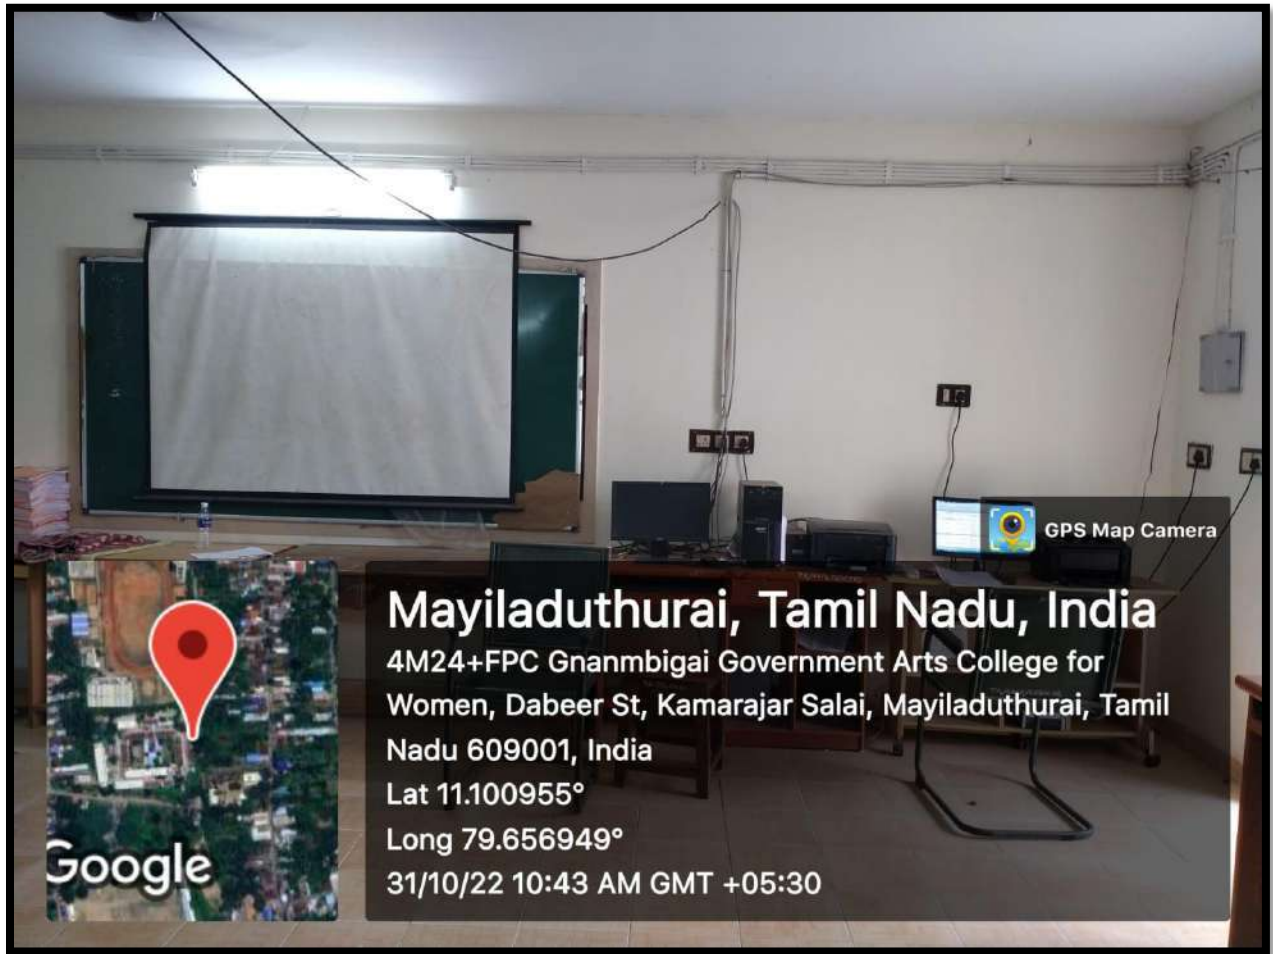 GPS Map Camera
Mayiladuthurai, Tamil Nadu, India
4M24+FPC Gnanmbigai Government Arts College for
Women, Dabeer St, Kamarajar Salai, Mayiladuthurai, Tamil
Nadu 609001, India
Lat 11.100955°
Long 79.656949°
31/10/22 10:43 AM GMT +05:30
Google